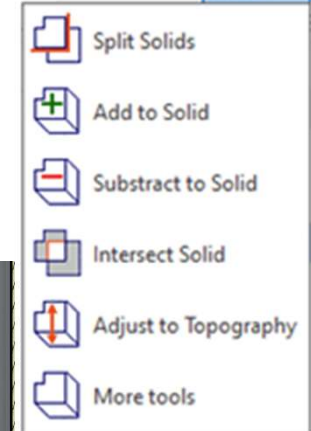 Split Solids
Add to Solid
Substract to Solid
Intersect Solid
Adjust to Topography
More tools